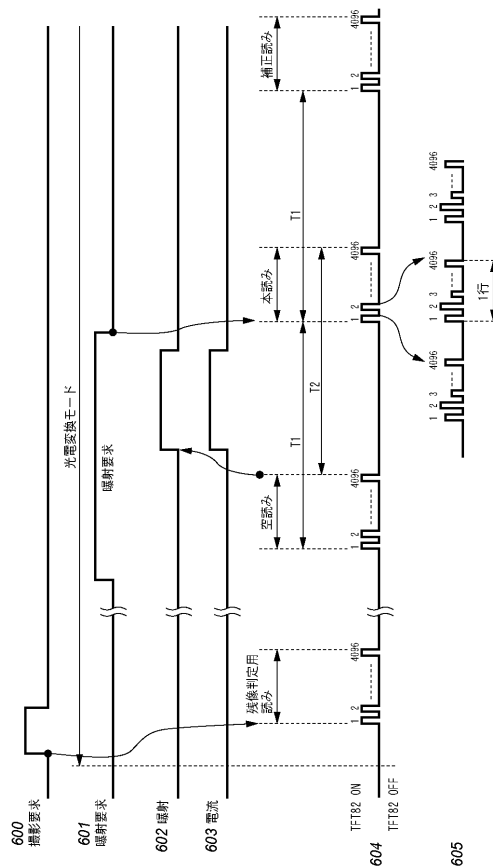 600
撮影要求
光電変換モード
601
曝射要求
曝射要求
602 曝射
603 電流
残像判定用
読み
空読み
本読み
補正読み
T1
T1
T2
TFT82 ON
604
TFT82 OFF
1 2 4096
1 2 4096
1 2 4096
1 2 4096
605
1 2 3 4096
1 2 3 4096
1 2 3 4096
1行